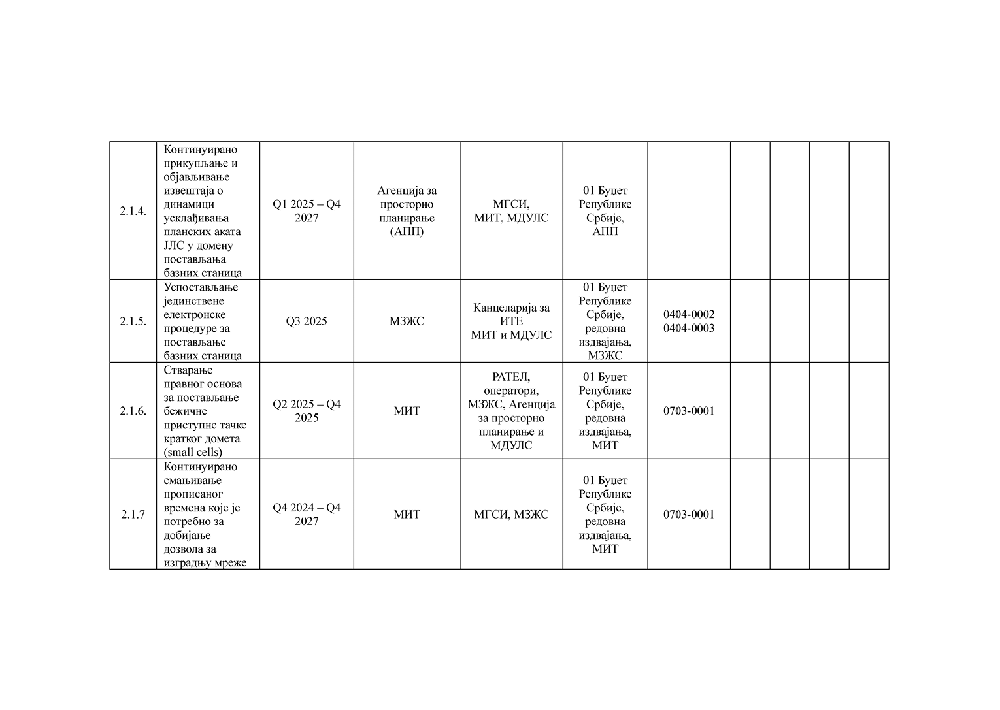 2.1.4.
Континуирано
прикупљање и
објављивање
извештаја о
динамици
усклађивања
планских аката
ЈЛС у домену
постављања
базних станица
Q1 2025 – Q4
2027
Агенција за
просторно
планирање
(АПП)
МГСИ,
МИТ, МДУЛС
01 Буџет
Републике
Србије,
АПП
2.1.5.
Успостављање
јединствене
електронске
процедуре за
постављање
базних станица
Q3 2025
МЗЖС
Канцеларија за
ИТЕ
МИТ и МДУЛС
01 Буџет
Републике
Србије,
редовна
издвајања,
МЗЖС
0404-0002
0404-0003
2.1.6.
Стварање
правног основа
за постављање
бежичне
приступне тачке
кратког домета
(small cells)
Q2 2025 – Q4
2025
МИТ
РАТЕЛ,
оператори,
МЗЖС, Агенција
за просторно
планирање и
МДУЛС
01 Буџет
Републике
Србије,
редовна
издвајања,
МИТ
0703-0001
2.1.7
Континуирано
смањивање
прописаног
времена које је
потребно за
добијање
дозвола за
изградњу мреже
Q4 2024 – Q4
2027
МИТ
МГСИ, МЗЖС
01 Буџет
Републике
Србије,
редовна
издвајања,
МИТ
0703-0001